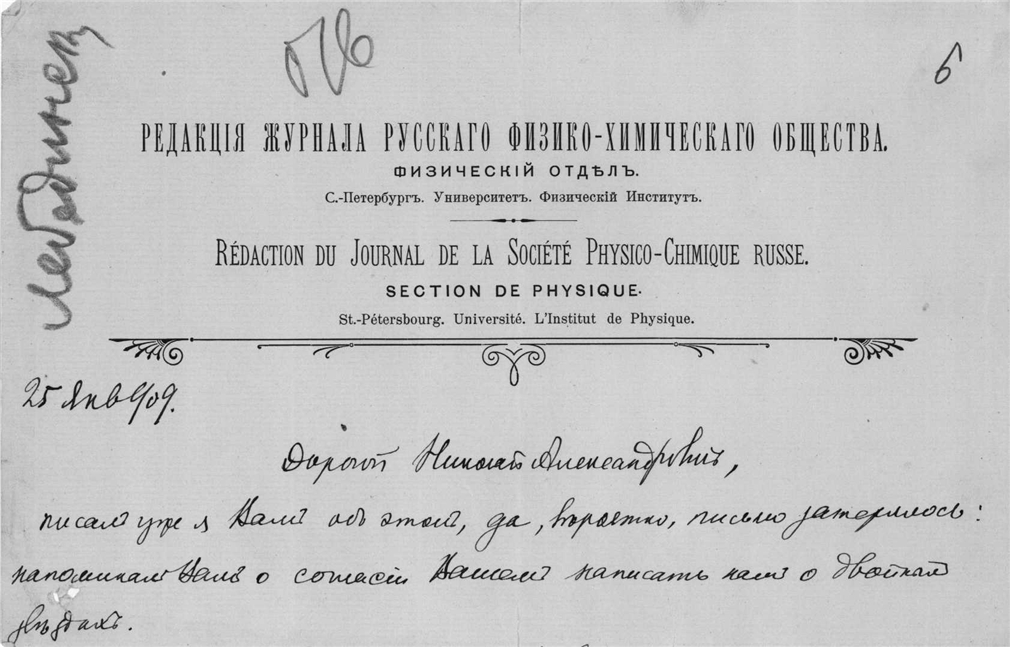 Лебединск
6
РЕДАКЦІЯ ЖУРНАЛА РУССКАГО ФИЗИКО-ХИМИЧЕСКАГО ОБЩЕСТВА.
ФИЗИЧЕСКІЙ ОТДѢЛЪ.
С.-Петербургъ. Университетъ. Физическій Институтъ.
RÉDACTION DU JOURNAL DE LA SOCIÉTÉ PHYSICO-CHIMIQUE RUSSE.
SECTION DE PHYSIQUE.
St.-Pétersbourg. Université. L'Institut de Physique.
25 Янв 1909.
Дорогой Николай Александровичъ,
писалъ уже я Вамъ объ этомъ, да, вѣроятно, письмо затерялось:
напоминаю Вамъ о согласіи Вашемъ написать намъ о двойныхъ
звѣздахъ.